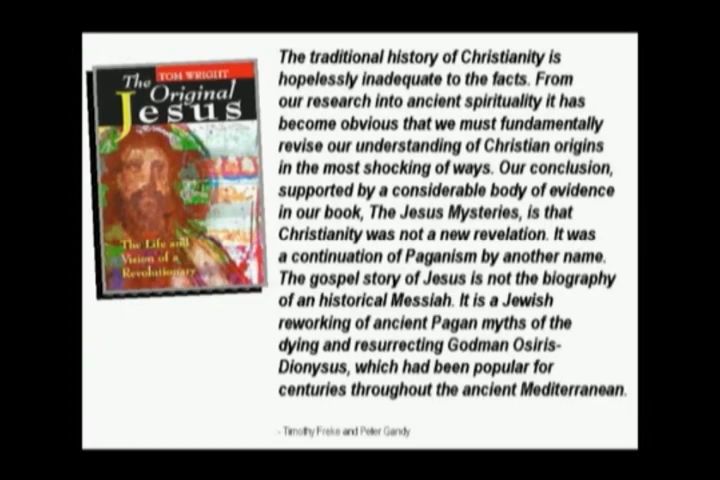 TOM WRIGHT
The Original
Jesus
The Life and
Vision of a
Revolutionary
The traditional history of Christianity is
hopelessly inadequate to the facts. From
our research into ancient spirituality it has
become obvious that we must fundamentally
revise our understanding of Christian origins
in the most shocking of ways. Our conclusion,
supported by a considerable body of evidence
in our book, The Jesus Mysteries, is that
Christianity was not a new revelation. It was
a continuation of Paganism by another name.
The gospel story of Jesus is not the biography
of an historical Messiah. It is a Jewish
reworking of ancient Pagan myths of the
dying and resurrecting Godman Osiris-
Dionysus, which had been popular for
centuries throughout the ancient Mediterranean.
- Timothy Freke and Peter Gandy